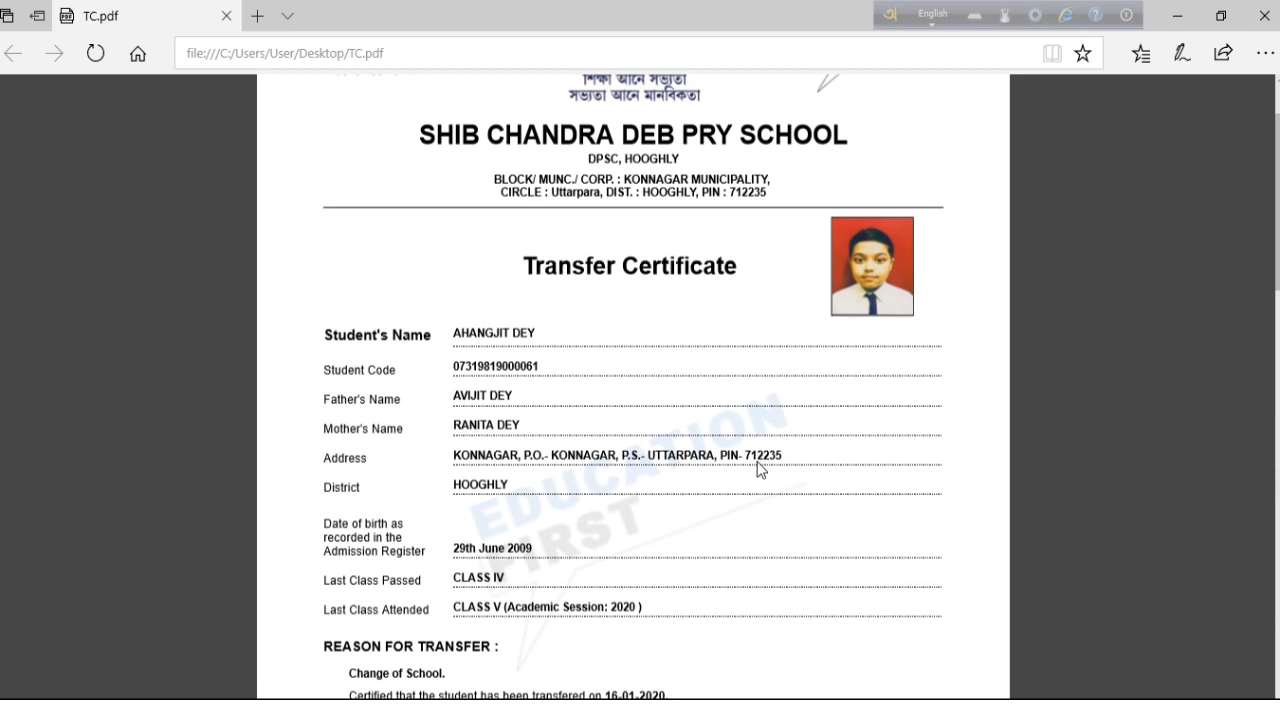 TC.pdf
English
file:///C:/Users/User/Desktop/TC.pdf
শিক্ষা আনে সভ্যতা
সভ্যতা আনে মানবিকতা
SHIB CHANDRA DEB PRY SCHOOL
DPSC, HOOGHLY
BLOCK/ MUNC./ CORP. : KONNAGAR MUNICIPALITY,
CIRCLE : Uttarpara, DIST. : HOOGHLY, PIN : 712235
Transfer Certificate
Student's Name AHANGJIT DEY
Student Code 07319819000061
Father's Name AVIJIT DEY
Mother's Name RANITA DEY
Address KONNAGAR, P.O.- KONNAGAR, P.S.- UTTARPARA, PIN- 712235
District HOOGHLY
EDUCATION
FIRST
Date of birth as
recorded in the
Admission Register 29th June 2009
Last Class Passed CLASS IV
Last Class Attended CLASS V (Academic Session: 2020 )
REASON FOR TRANSFER :
Change of School.
Certified that the student has been transfered on 16-01-2020.